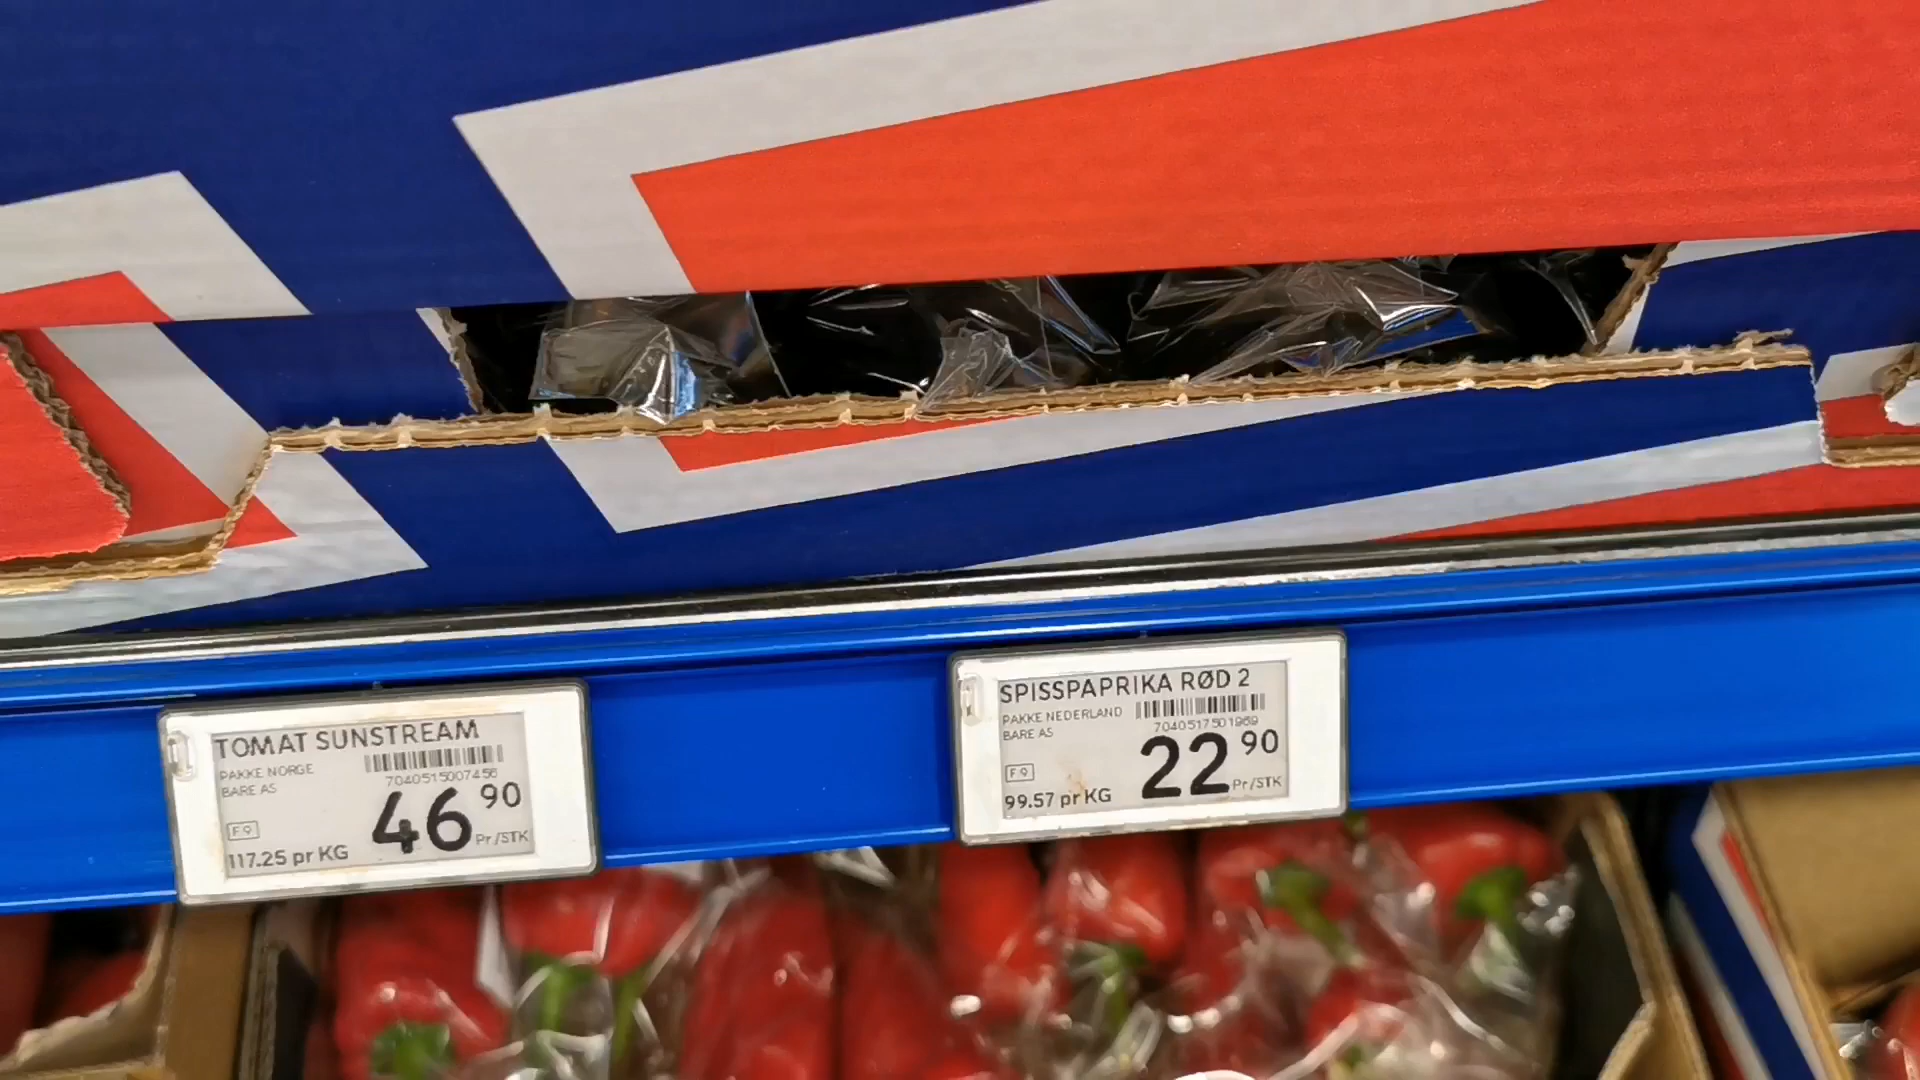 TOMAT SUNSTREAM
PAKKE NORGE
BARE AS
7040515007456
F9
117.25 pr KG
46 90
Pr/STK
SPISSPAPRIKA RØD 2
PAKKE NEDERLAND
BARE AS
7040517501969
F9
99.57 pr KG
22 90
Pr/STK